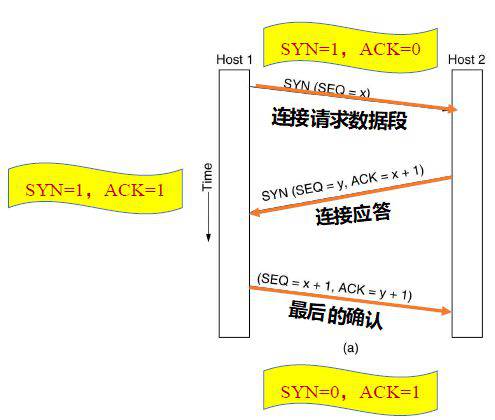 SYN=1，ACK=0
Host 1
Host 2
SYN (SEQ = x)
连接请求数据段
SYN=1，ACK=1
Time
SYN (SEQ = y, ACK = x + 1)
连接应答
(SEQ = x + 1, ACK = y + 1)
最后的确认
(a)
SYN=0，ACK=1